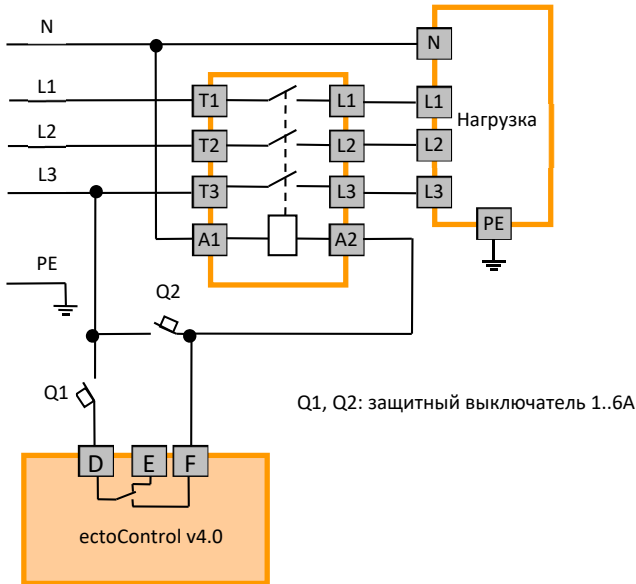 N
N
L1
T1
L1
L1
Нагрузка
L2
T2
L2
L2
L3
T3
L3
L3
A1
A2
PE
PE
Q2
Q1
Q1, Q2: защитный выключатель 1..6А
D
E
F
ectoControl v4.0